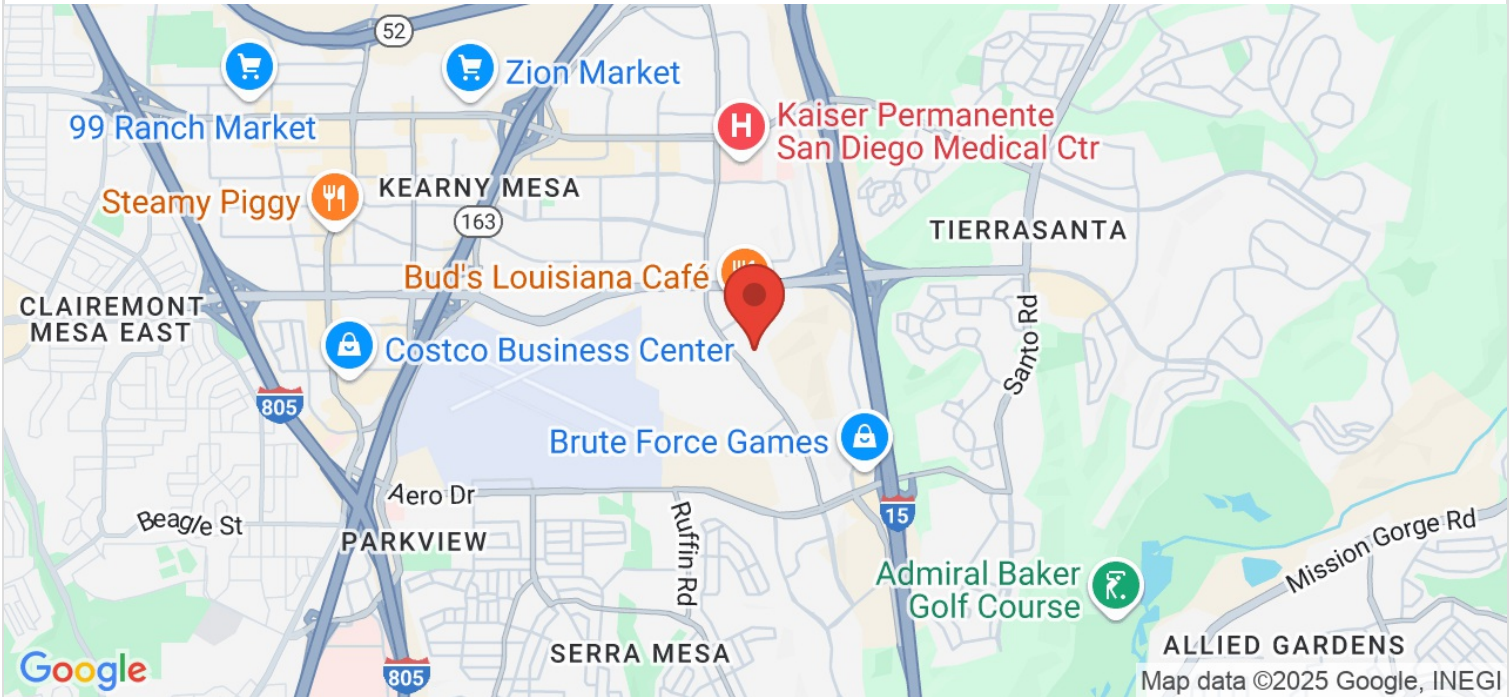 52
Zion Market
99 Ranch Market
H
Kaiser Permanente
San Diego Medical Ctr
KEARNY MESA
Steamy Piggy
163
TIERRASANTA
Bud's Louisiana Café
CLAIREMONT
MESA EAST
Costco Business Center
Santo Rd
805
Brute Force Games
Aero Dr
Beagle St
PARKVIEW
Ruffin Rd
15
Mission Gorge Rd
Admiral Baker
Golf Course
SERRA MESA
ALLIED GARDENS
Google
805
Map data ©2025 Google, INEGI